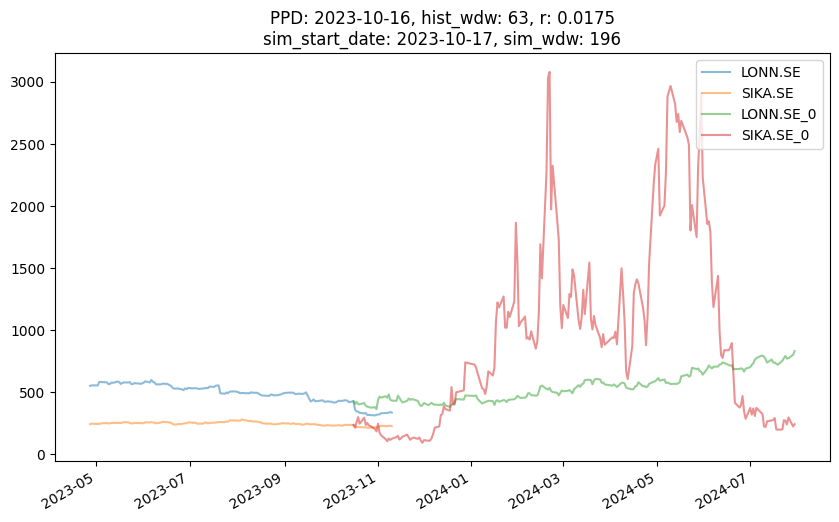 PPD: 2023-10-16, hist_wdw: 63, r: 0.0175
sim_start_date: 2023-10-17, sim_wdw: 196
LONN.SE
SIKA.SE
LONN.SE_0
SIKA.SE_0
3000
2500
2000
1500
1000
500
0
2023-05
2023-07
2023-09
2023-11
2024-01
2024-03
2024-05
2024-07